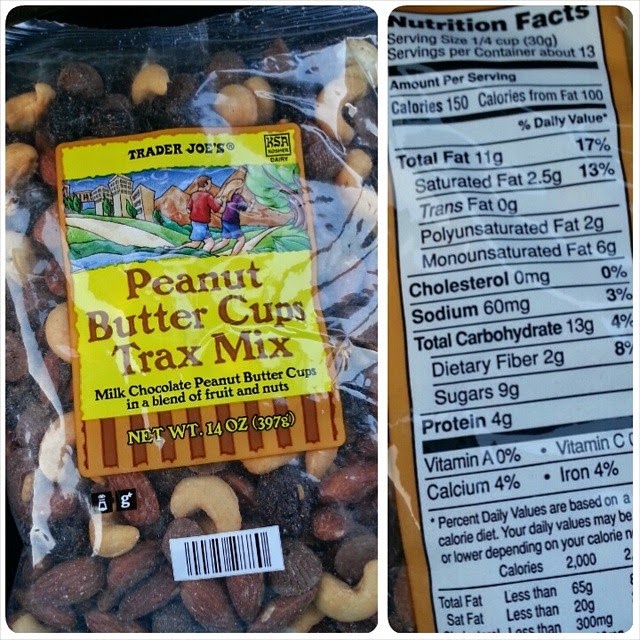 TRADER JOE'S®
KSA
KOSHER
DAIRY
Peanut
Butter Cups
Trax Mix
Milk Chocolate Peanut Butter Cups
in a blend of fruit and nuts
NET WT. 14 OZ (397g)
g+
Nutrition Facts
Serving Size 1/4 cup (30g)
Servings per Container about 13
Amount Per Serving
Calories 150 Calories from Fat 100
% Daily Value*
Total Fat 11g 17%
Saturated Fat 2.5g 13%
Trans Fat 0g
Polyunsaturated Fat 2g
Monounsaturated Fat 6g
Cholesterol 0mg 0%
Sodium 60mg 3%
Total Carbohydrate 13g 4%
Dietary Fiber 2g 8%
Sugars 9g
Protein 4g
Vitamin A 0% • Vitamin C
Calcium 4% • Iron 4%
* Percent Daily Values are based on a
calorie diet. Your daily values may be
or lower depending on your calorie
Calories 2,000 2
Total Fat Less than 65g
Sat Fat Less than 20g
Less than 300mg